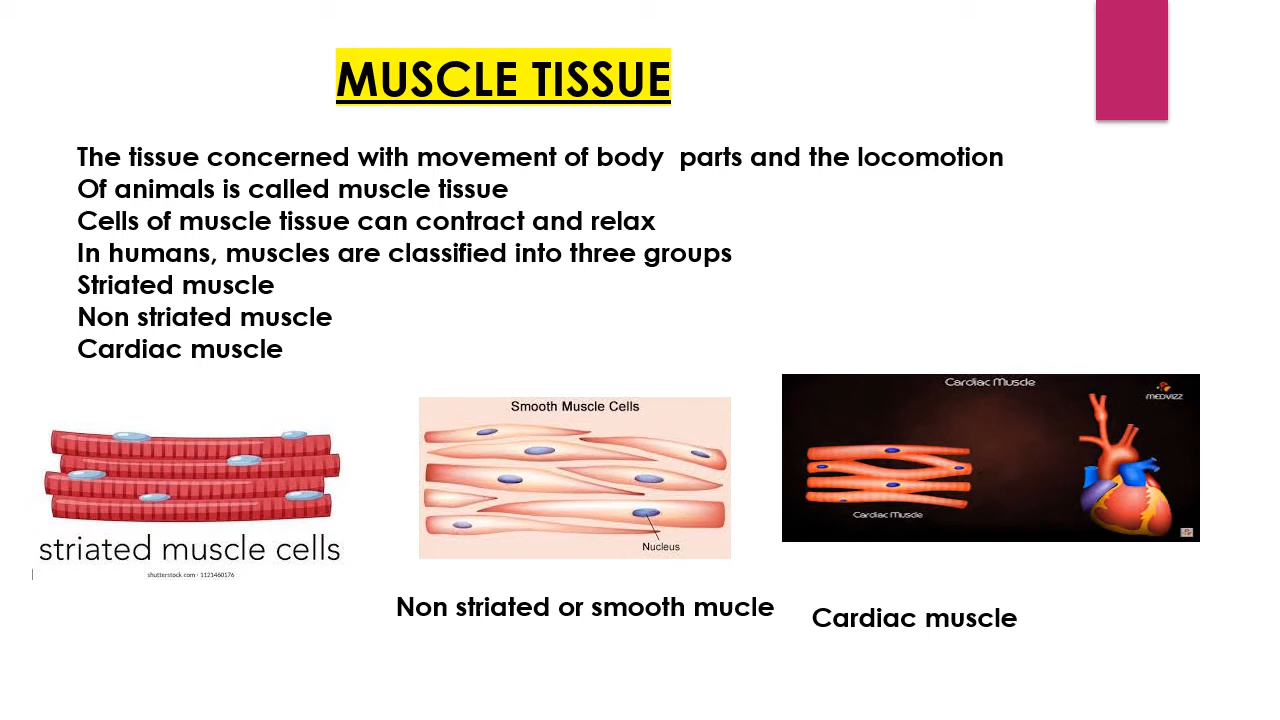 MUSCLE TISSUE
The tissue concerned with movement of body  parts and the locomotion
Of animals is called muscle tissue
Cells of muscle tissue can contract and relax
In humans, muscles are classified into three groups
Striated muscle
Non striated muscle
Cardiac muscle
striated muscle cells
shutterstock.com · 1121460176
Smooth Muscle Cells
Nucleus
Cardiac Muscle
MEDVIZZ
Cardiac Muscle
Non striated or smooth mucle
Cardiac muscle